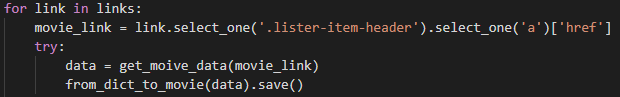 for link in links:
    movie_link = link.select_one('.lister-item-header').select_one('a')['href']
    try:
        data = get_moive_data(movie_link)
        from_dict_to_movie(data).save()